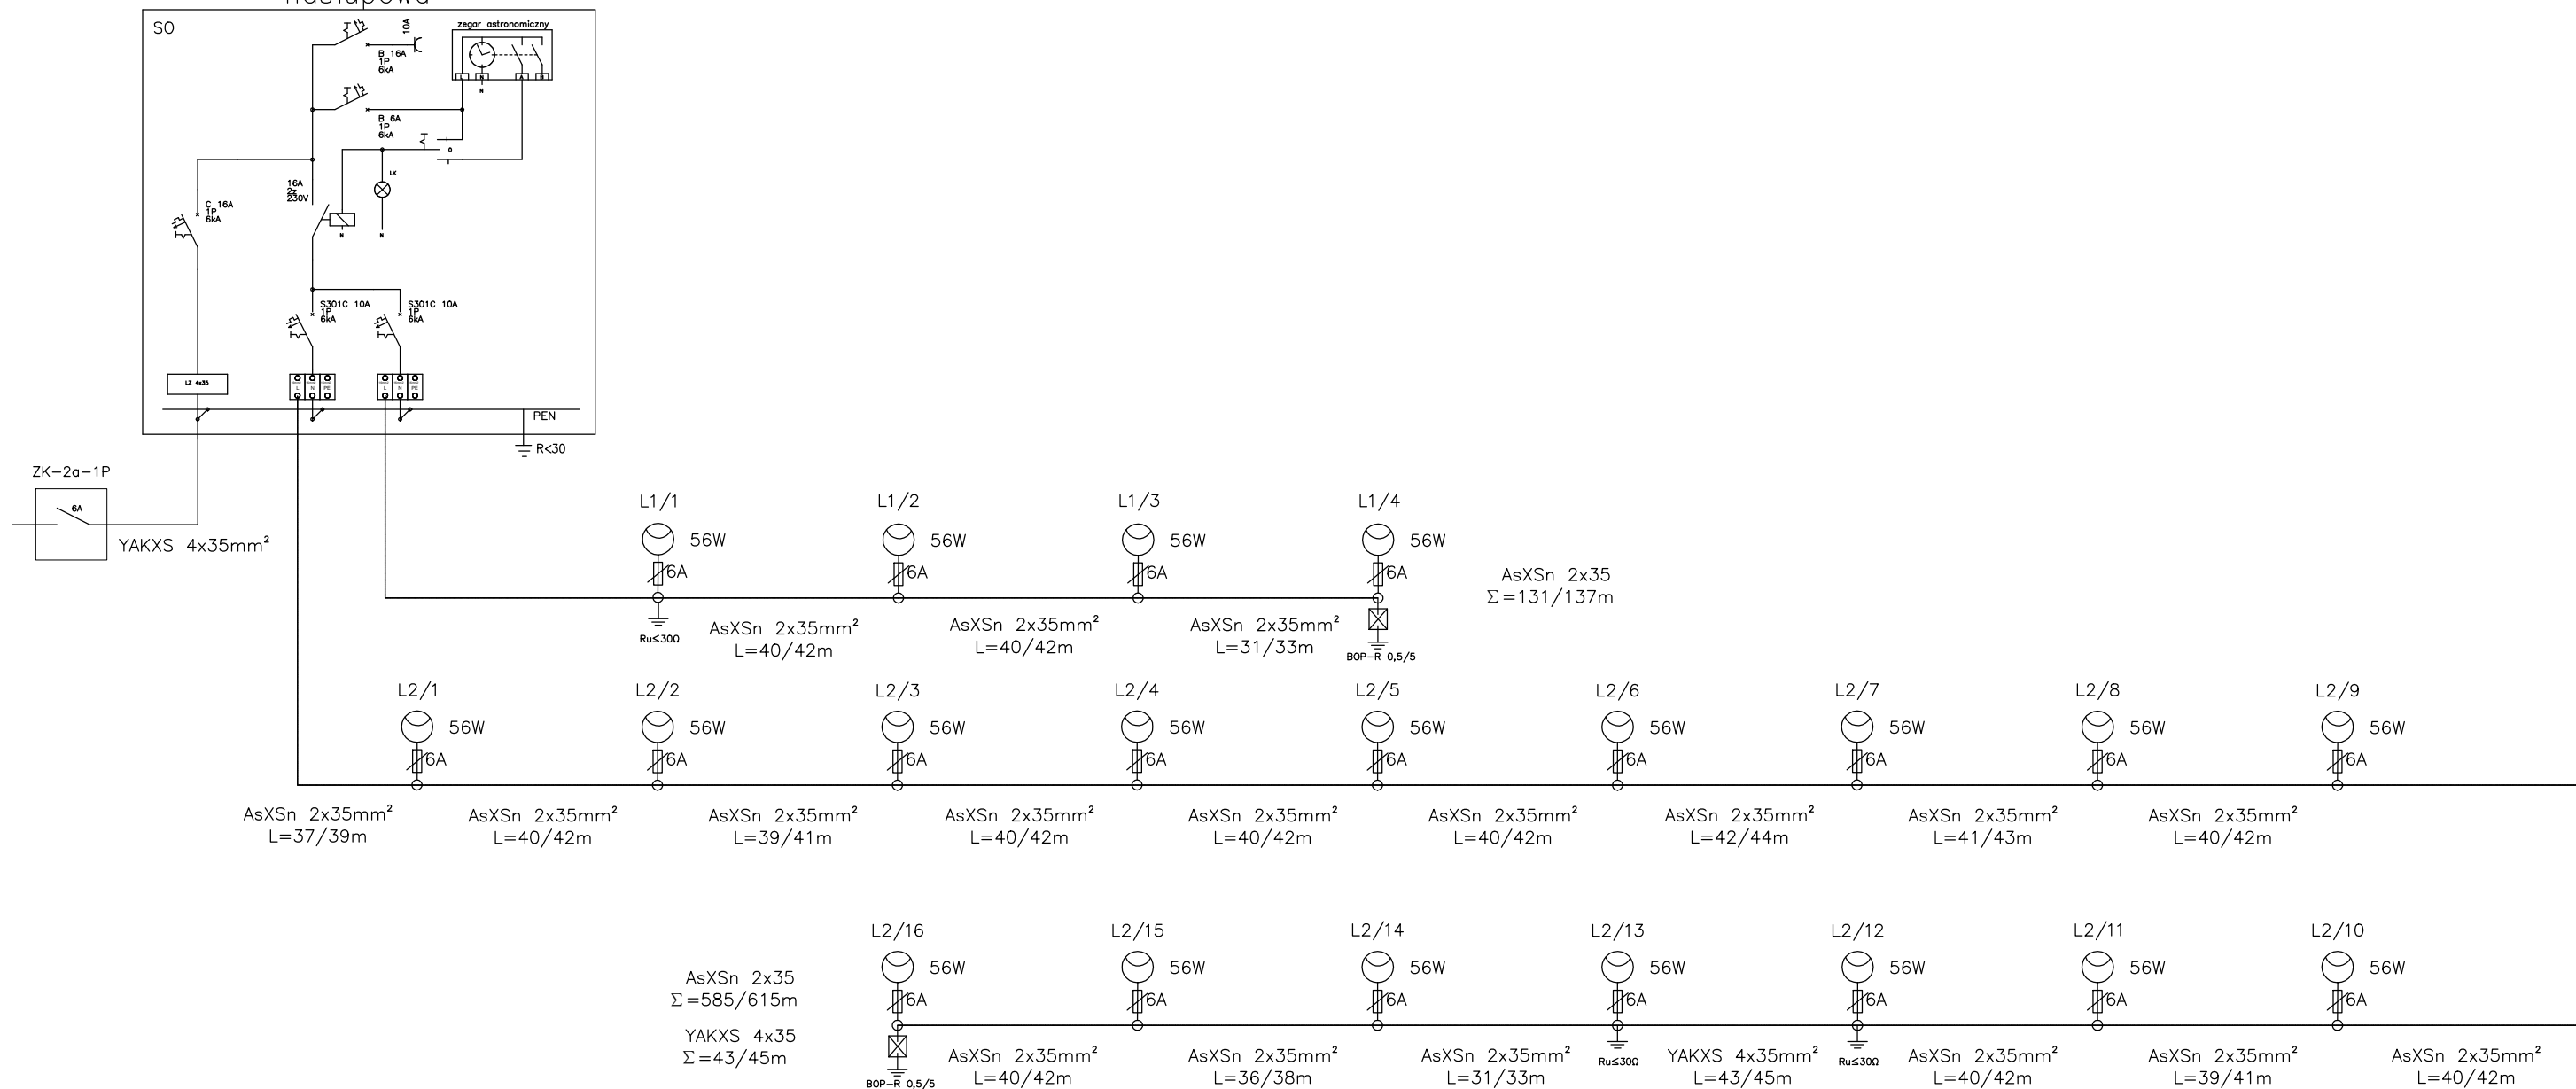 SO
10A
B 16A
1P
6kA
zegar astronomiczny
L N A B
N
B 6A
1P
6kA
I
0
II
16A
2z
230V
LK
N
N
C 16A
1P
6kA
S301C 10A
1P
6kA
S301C 10A
1P
6kA
LZ 4x35
L N PE
L N PE
PEN
R<30
ZK-2a-1P
6A
YAKXS 4x35mm²
L1/1 L1/2 L1/3 L1/4
56W 56W 56W 56W
6A 6A 6A 6A
AsXSn 2x35
Σ=131/137m
Ru≤30Ω
AsXSn 2x35mm² AsXSn 2x35mm² AsXSn 2x35mm²
L=40/42m L=40/42m L=31/33m
BOP-R 0,5/5
L2/1 L2/2 L2/3 L2/4 L2/5 L2/6 L2/7 L2/8 L2/9
56W 56W 56W 56W 56W 56W 56W 56W 56W
6A 6A 6A 6A 6A 6A 6A 6A 6A
AsXSn 2x35mm² AsXSn 2x35mm² AsXSn 2x35mm² AsXSn 2x35mm² AsXSn 2x35mm² AsXSn 2x35mm² AsXSn 2x35mm² AsXSn 2x35mm² AsXSn 2x35mm²
L=37/39m L=40/42m L=39/41m L=40/42m L=40/42m L=40/42m L=42/44m L=41/43m L=40/42m
L2/16 L2/15 L2/14 L2/13 L2/12 L2/11 L2/10
56W 56W 56W 56W 56W 56W 56W
6A 6A 6A 6A 6A 6A 6A
AsXSn 2x35
Σ=585/615m
YAKXS 4x35
Σ=43/45m
BOP-R 0,5/5
Ru≤30Ω Ru≤30Ω
AsXSn 2x35mm² AsXSn 2x35mm² AsXSn 2x35mm² YAKXS 4x35mm² AsXSn 2x35mm² AsXSn 2x35mm² AsXSn 2x35mm²
L=40/42m L=36/38m L=31/33m L=43/45m L=40/42m L=39/41m L=40/42m